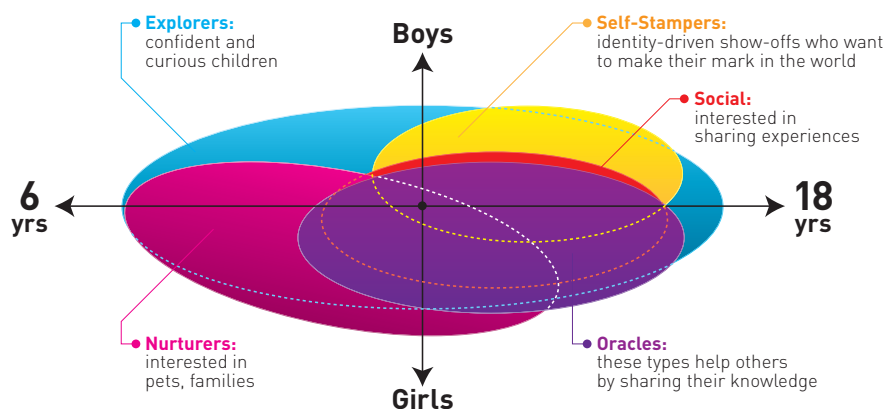 Explorers:
confident and
curious children
Boys
Self-Stampers:
identity-driven show-offs who want
to make their mark in the world
Social:
interested in
sharing experiences
6
yrs
18
yrs
Nurturers:
interested in
pets, families
Girls
Oracles:
these types help others
by sharing their knowledge